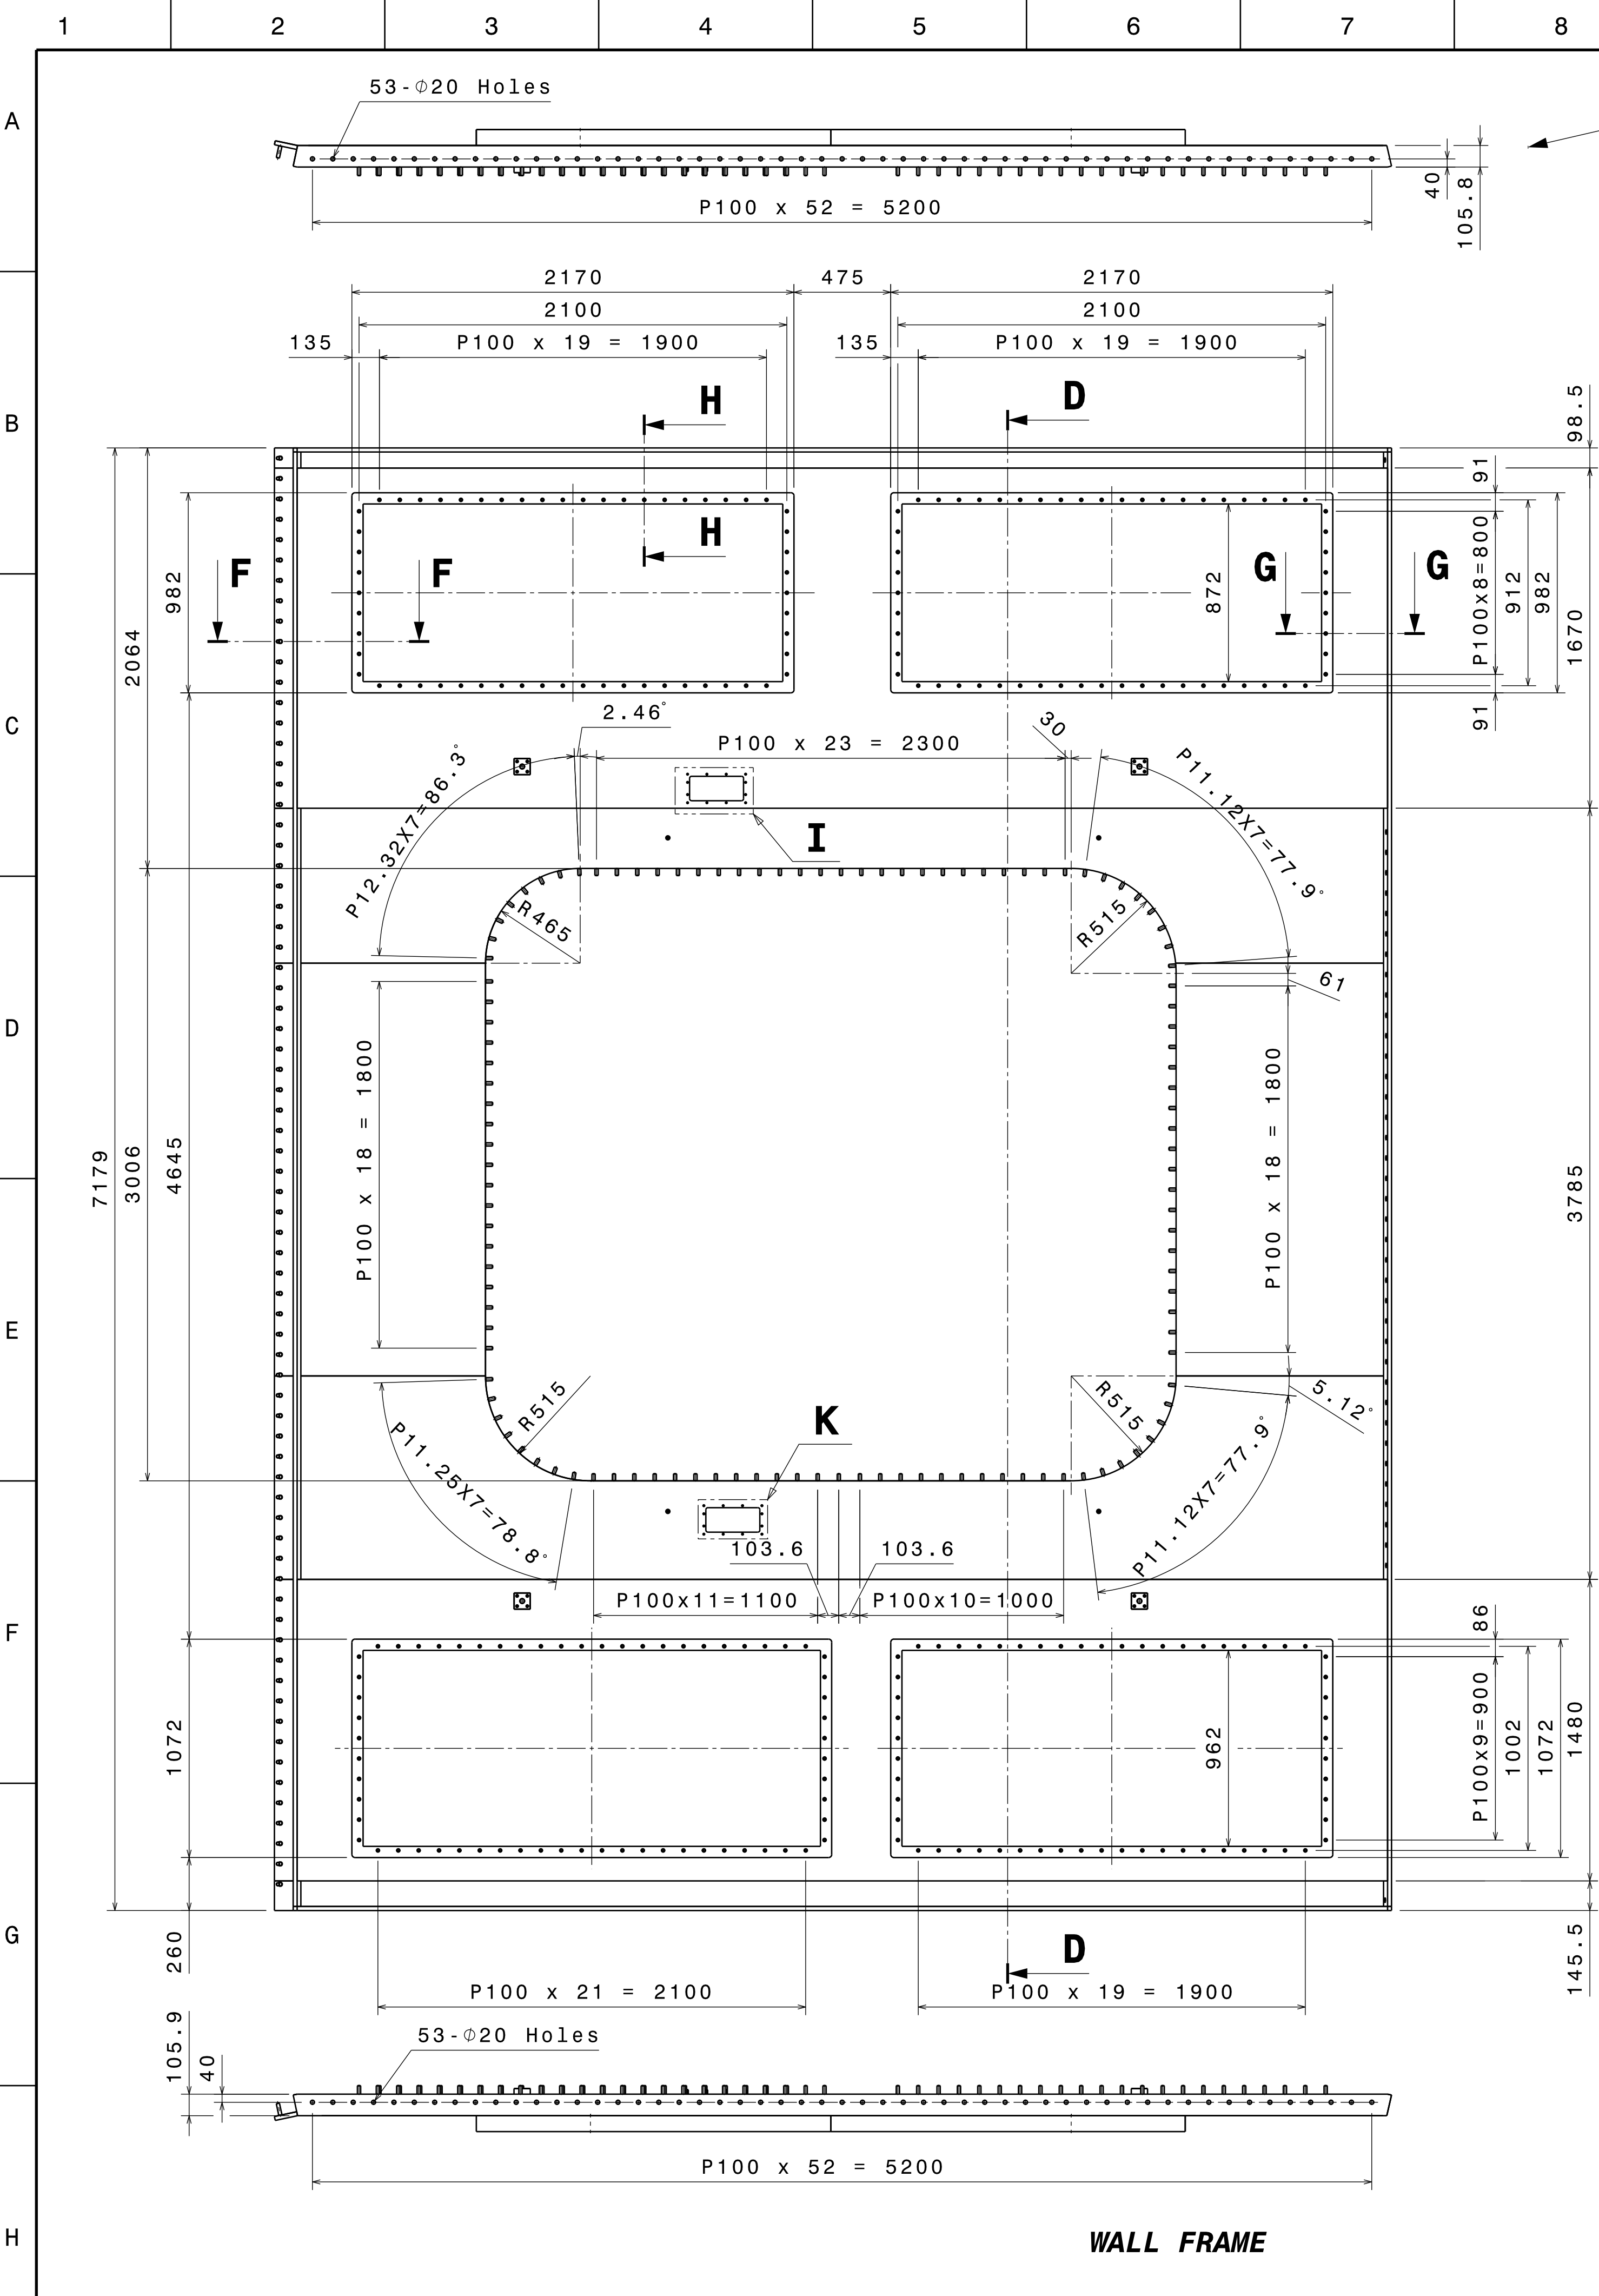 1 2 3 4 5 6 7 8
A
53-∅20 Holes
40
105.8
P100 x 52 = 5200
2170 475 2170
2100 2100
135 P100 x 19 = 1900 135 P100 x 19 = 1900
B
H D
98.5
91
H
F F G G
982
872
P100x8=800
912
982
1670
2064
91
C
2.46°
30
P100 x 23 = 2300
P12.32X7=86.3°
P11.12X7=77.9°
I
R465
R515
61
D
P100 x 18 = 1800
P100 x 18 = 1800
7179
3006
4645
3785
E
R515
R515
5.12°
K
P11.25X7=78.8°
P11.12X7=77.9°
103.6 103.6
F
P100x11=1100 P100x10=1000
86
1072
962
P100x9=900
1002
1072
1480
G
260
D
145.5
P100 x 21 = 2100 P100 x 19 = 1900
105.9
40
53-∅20 Holes
P100 x 52 = 5200
H
WALL FRAME